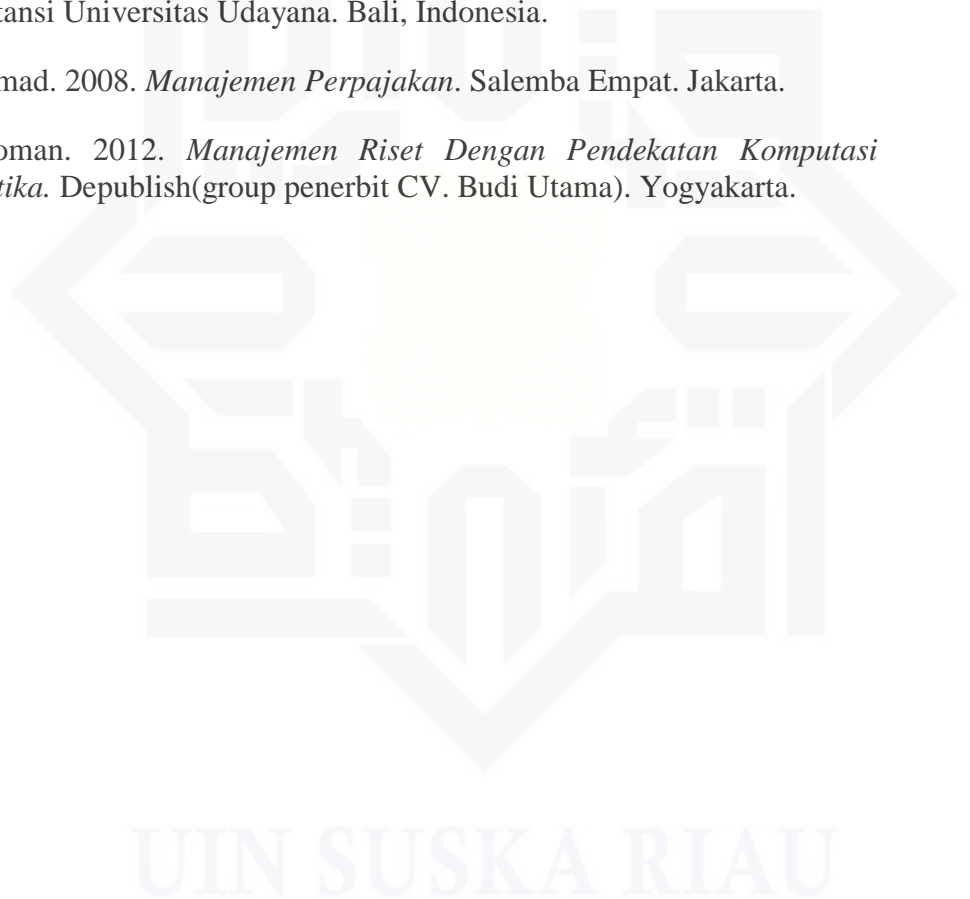 tansi Universitas Udayana. Bali, Indonesia.
mad. 2008. Manajemen Perpajakan. Salemba Empat. Jakarta.
oman. 2012. Manajemen Riset Dengan Pendekatan Komputasi
tika. Depublish(group penerbit CV. Budi Utama). Yogyakarta.
UIN SUSKA RIAU